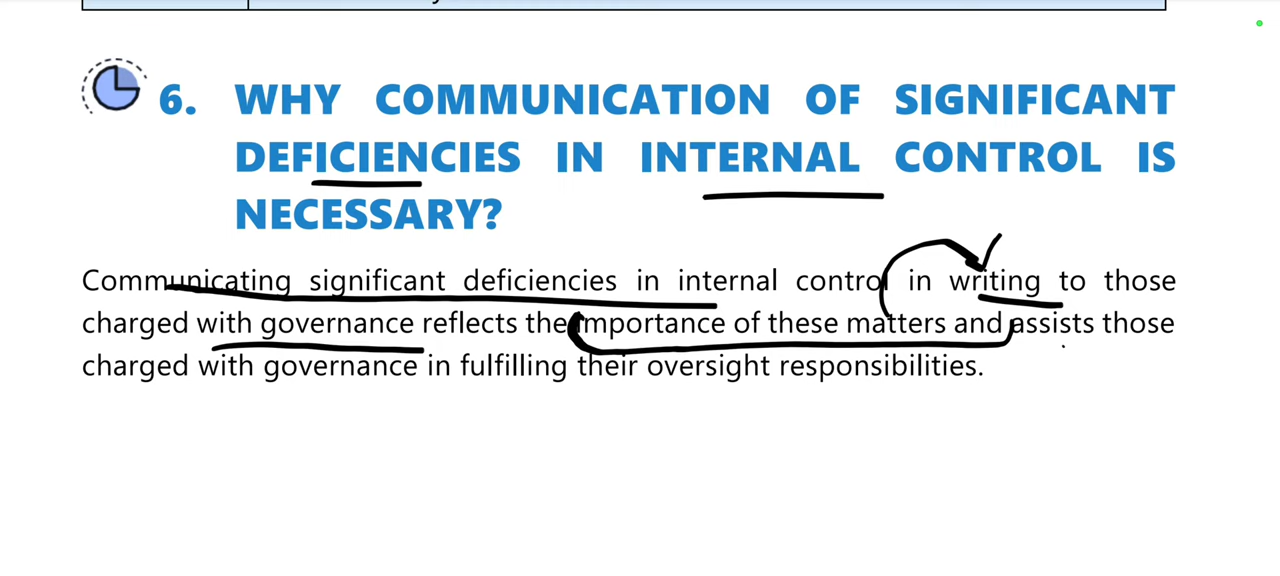 6. WHY COMMUNICATION OF SIGNIFICANT
DEFICIENCIES IN INTERNAL CONTROL IS
NECESSARY?
Communicating significant deficiencies in internal control in writing to those
charged with governance reflects the importance of these matters and assists those
charged with governance in fulfilling their oversight responsibilities.